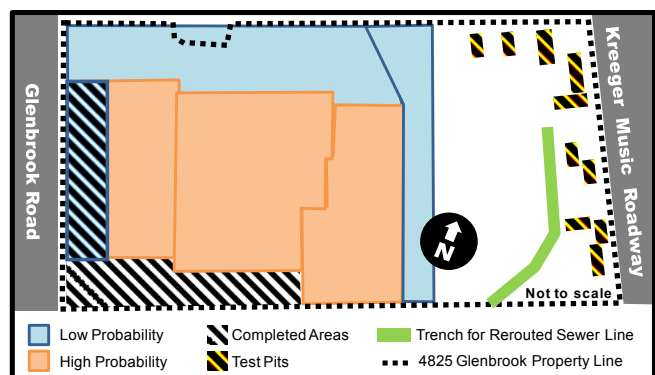 Glenbrook Road
Kreeger Music Roadway
N
Not to scale
Low Probability
Completed Areas
Trench for Rerouted Sewer Line
High Probability
Test Pits
4825 Glenbrook Property Line